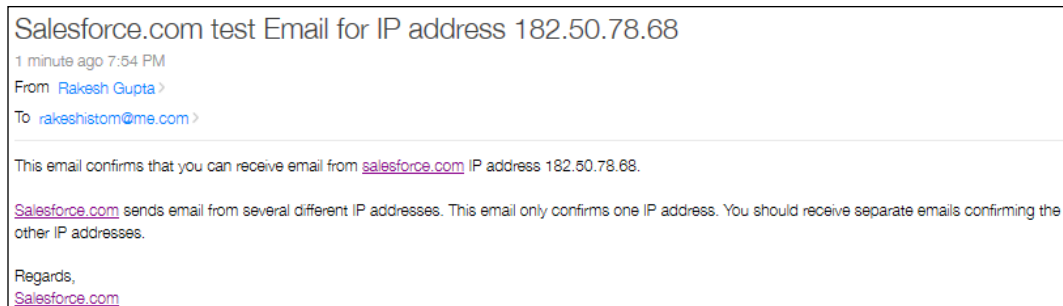 Salesforce.com test Email for IP address 182.50.78.68
1 minute ago 7:54 PM
From Rakesh Gupta >
To rakeshistom@me.com >
This email confirms that you can receive email from salesforce.com IP address 182.50.78.68.
Salesforce.com sends email from several different IP addresses. This email only confirms one IP address. You should receive separate emails confirming the
other IP addresses.
Regards,
Salesforce.com